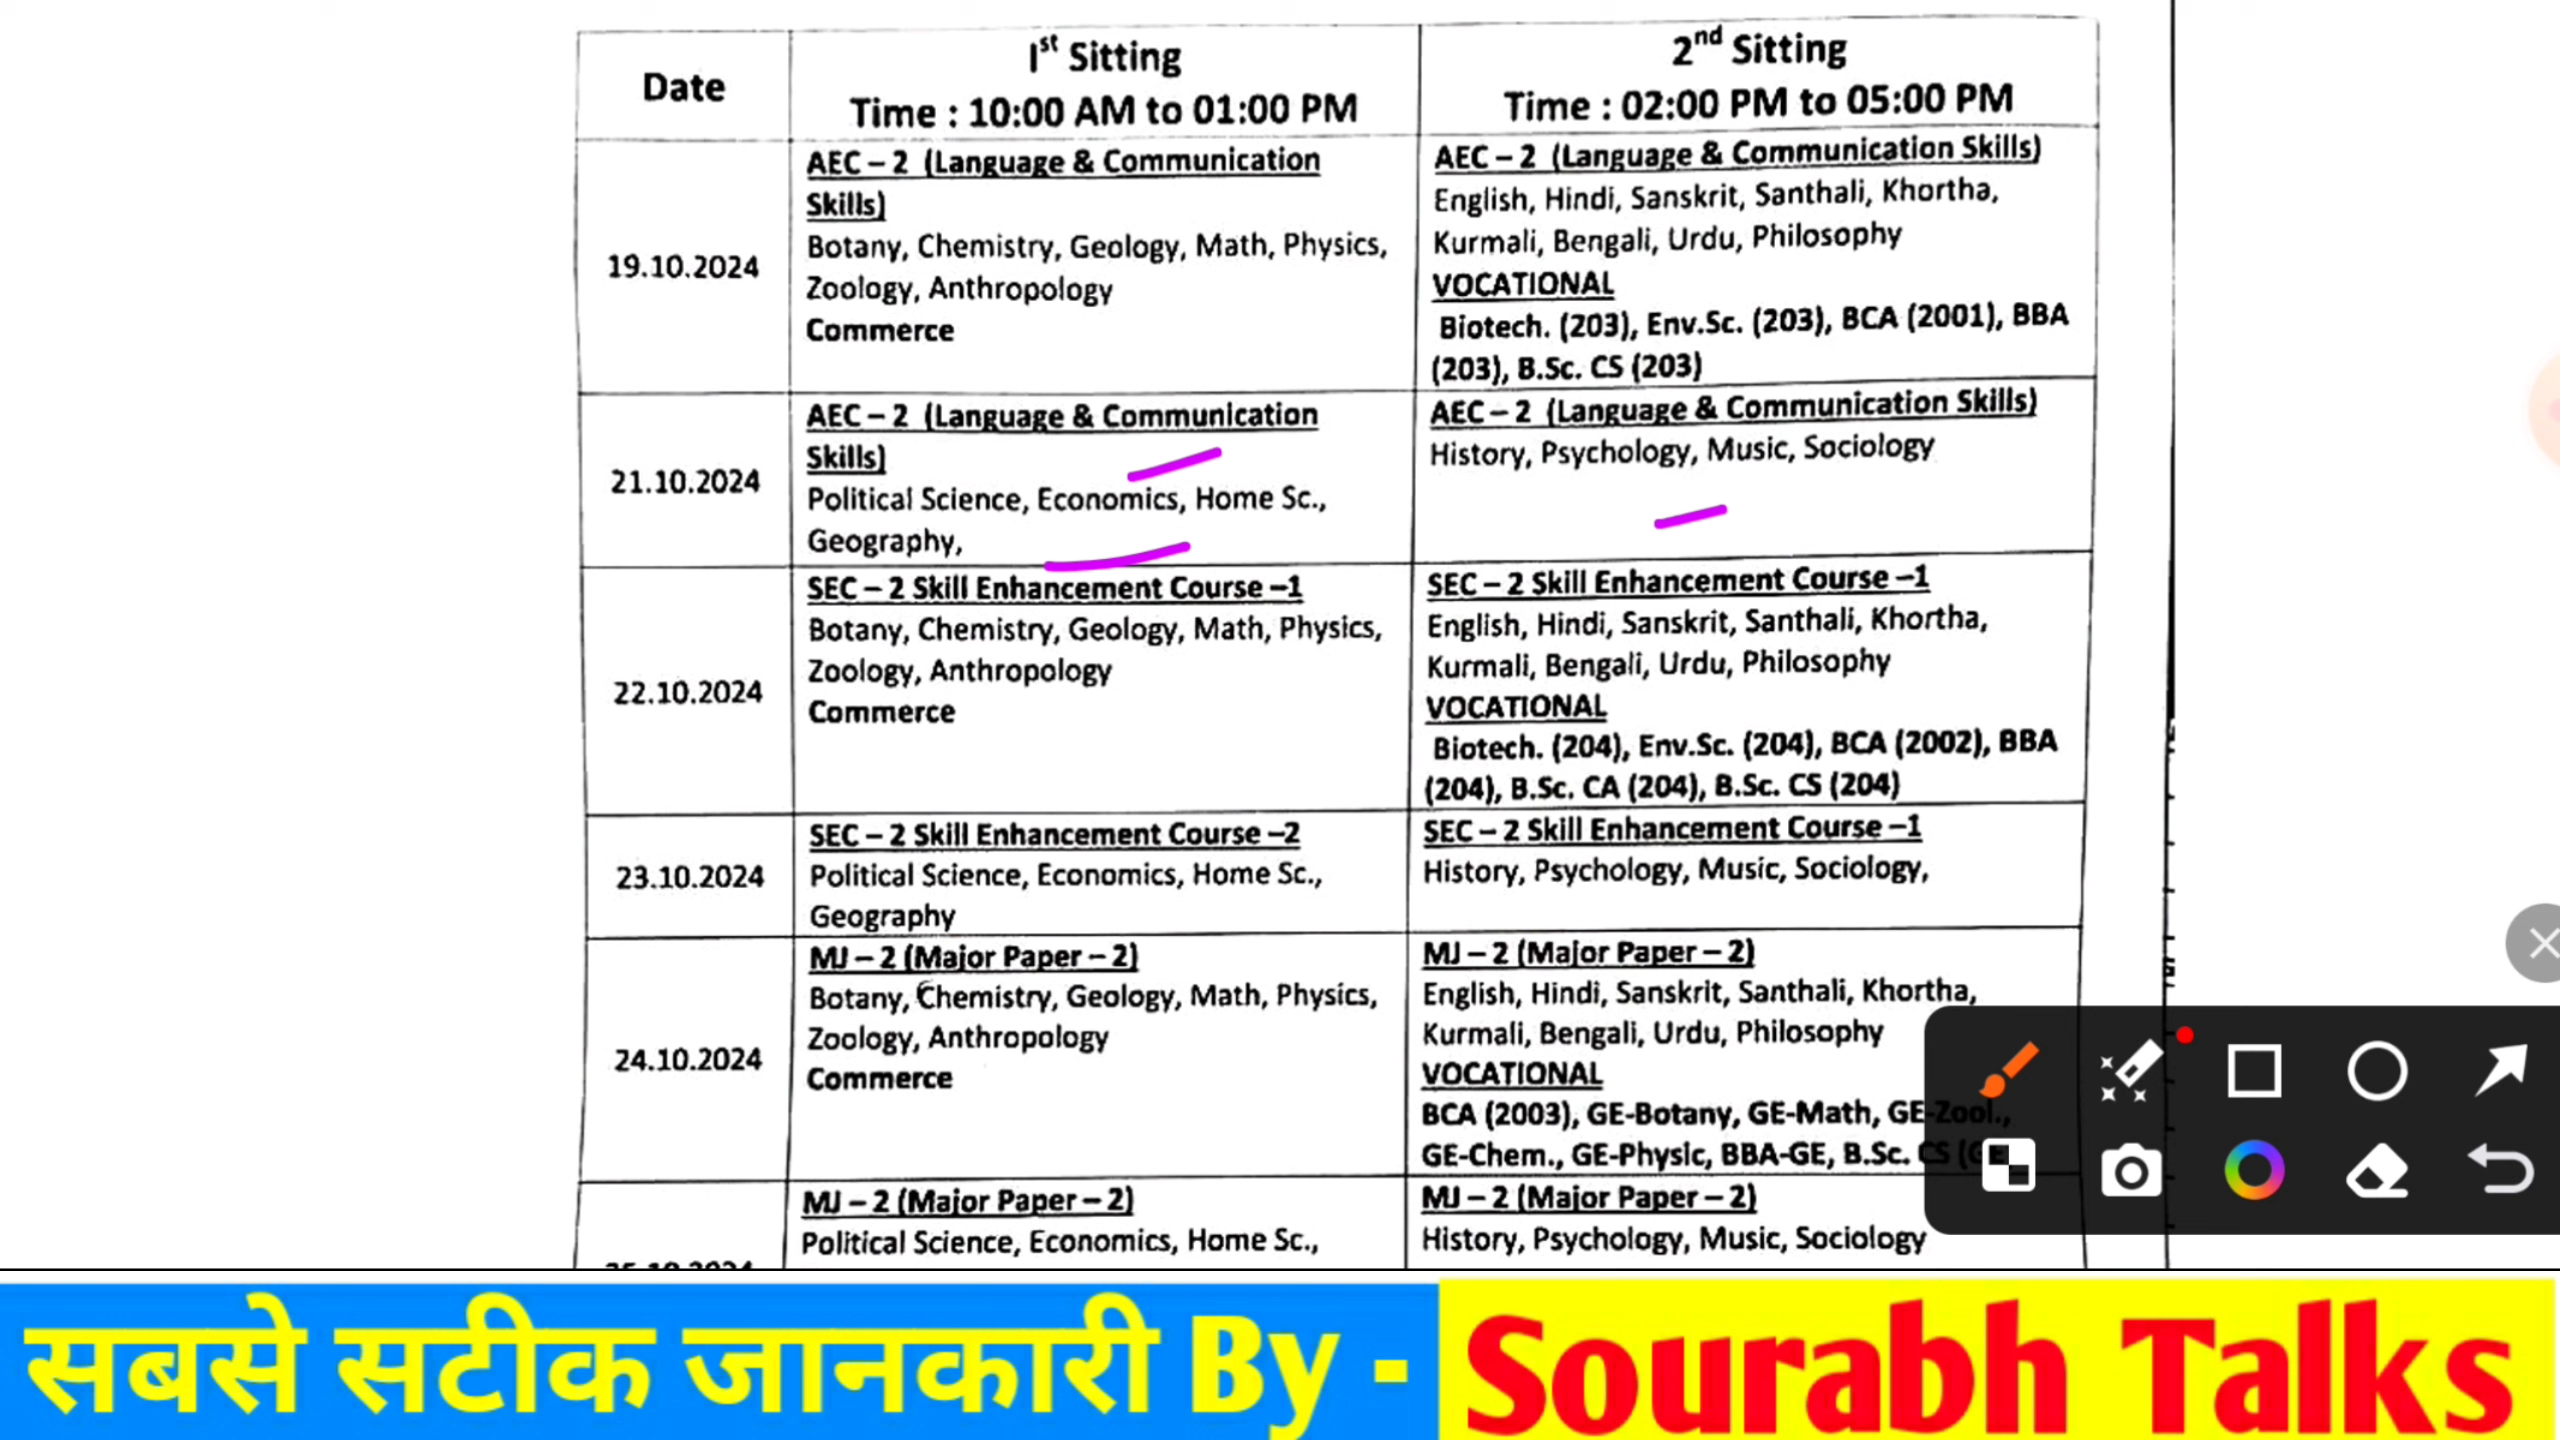 Date
Iˢᵗ Sitting
Time : 10:00 AM to 01:00 PM
2ⁿᵈ Sitting
Time : 02:00 PM to 05:00 PM
19.10.2024
AEC – 2 (Language & Communication
Skills)
Botany, Chemistry, Geology, Math, Physics,
Zoology, Anthropology
Commerce
AEC – 2 (Language & Communication Skills)
English, Hindi, Sanskrit, Santhali, Khortha,
Kurmali, Bengali, Urdu, Philosophy
VOCATIONAL
Biotech. (203), Env.Sc. (203), BCA (2001), BBA
(203), B.Sc. CS (203)
21.10.2024
AEC – 2 (Language & Communication
Skills)
Political Science, Economics, Home Sc.,
Geography,
AEC – 2 (Language & Communication Skills)
History, Psychology, Music, Sociology
22.10.2024
SEC – 2 Skill Enhancement Course –1
Botany, Chemistry, Geology, Math, Physics,
Zoology, Anthropology
Commerce
SEC – 2 Skill Enhancement Course –1
English, Hindi, Sanskrit, Santhali, Khortha,
Kurmali, Bengali, Urdu, Philosophy
VOCATIONAL
Biotech. (204), Env.Sc. (204), BCA (2002), BBA
(204), B.Sc. CA (204), B.Sc. CS (204)
23.10.2024
SEC – 2 Skill Enhancement Course –2
Political Science, Economics, Home Sc.,
Geography
SEC – 2 Skill Enhancement Course –1
History, Psychology, Music, Sociology,
24.10.2024
MJ – 2 (Major Paper – 2)
Botany, Chemistry, Geology, Math, Physics,
Zoology, Anthropology
Commerce
MJ – 2 (Major Paper – 2)
English, Hindi, Sanskrit, Santhali, Khortha,
Kurmali, Bengali, Urdu, Philosophy
VOCATIONAL
BCA (2003), GE-Botany, GE-Math, GE-Zool.,
GE-Chem., GE-Physic, BBA-GE, B.Sc. CS (GE
MJ – 2 (Major Paper – 2)
Political Science, Economics, Home Sc.,
MJ – 2 (Major Paper – 2)
History, Psychology, Music, Sociology
सबसे सटीक जानकारी By - Sourabh Talks